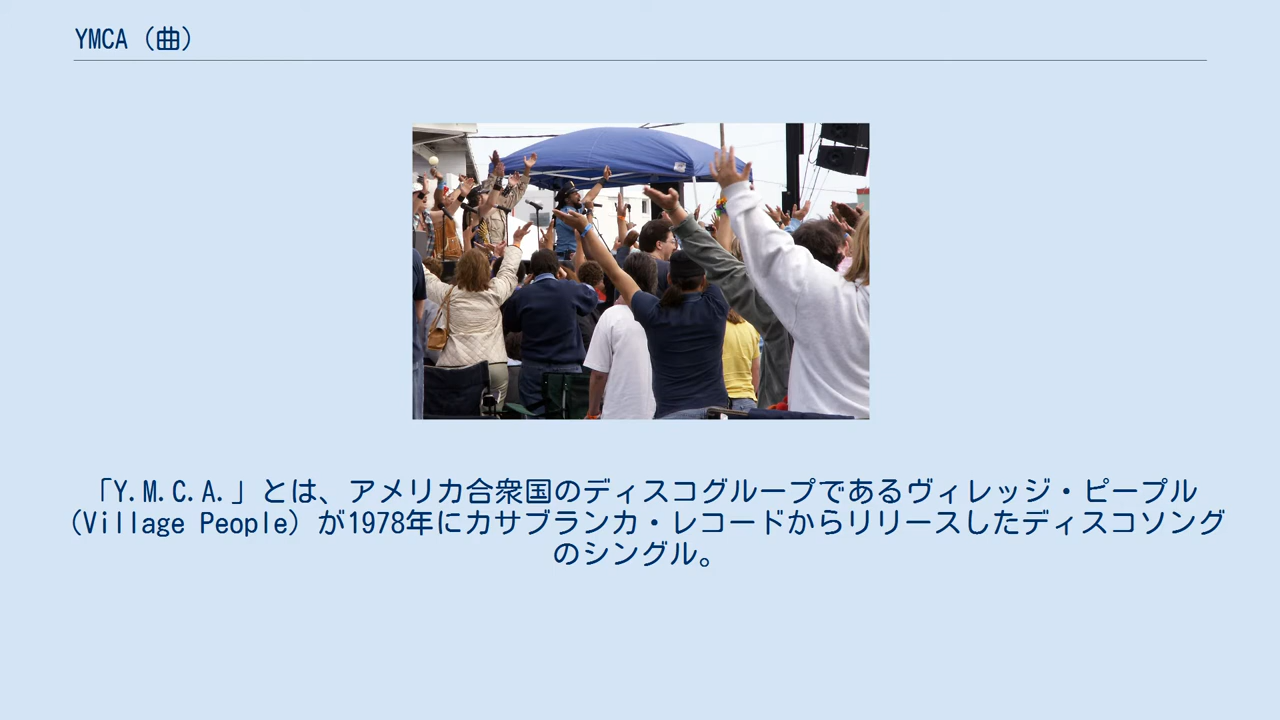 YMCA (曲)
「Y.M.C.A.」とは、アメリカ合衆国のディスコグループであるヴィレッジ・ピープル
(Village People) が1978年にカサブランカ・レコードからリリースしたディスコソング
のシングル。